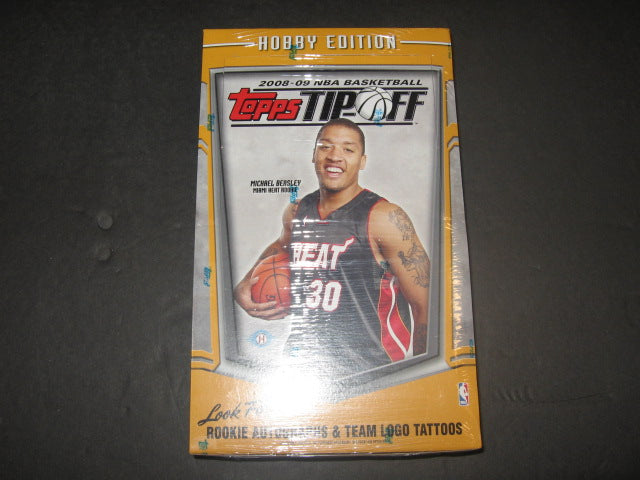 HOBBY EDITION
2008-09 NBA BASKETBALL
Topps TIPOFF
MICHAEL BEASLEY
MIAMI HEAT ROOKIE
HEAT
30
H
Look For
ROOKIE AUTOGRAPHS & TEAM LOGO TATTOOS